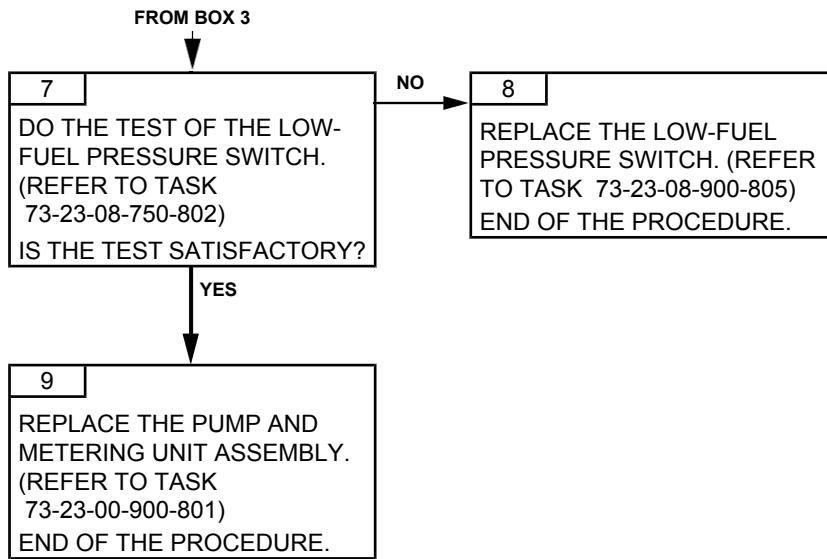 FROM BOX 3
7
DO THE TEST OF THE LOW-
FUEL PRESSURE SWITCH.
(REFER TO TASK
73-23-08-750-802)
IS THE TEST SATISFACTORY?
NO
8
REPLACE THE LOW-FUEL
PRESSURE SWITCH. (REFER
TO TASK 73-23-08-900-805)
END OF THE PROCEDURE.
YES
9
REPLACE THE PUMP AND
METERING UNIT ASSEMBLY.
(REFER TO TASK
73-23-00-900-801)
END OF THE PROCEDURE.